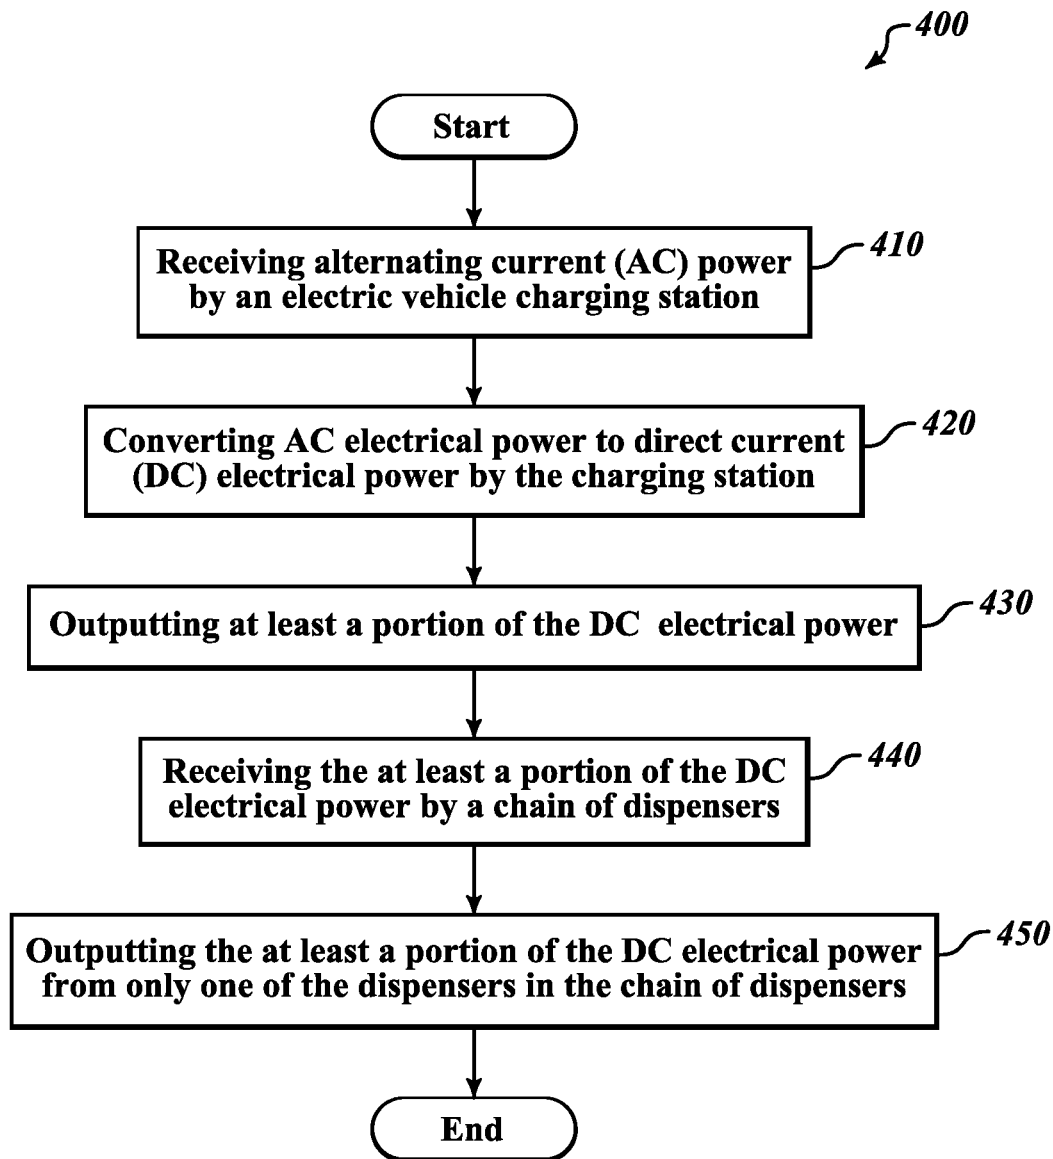 400
Start
Receiving alternating current (AC) power
by an electric vehicle charging station
410
Converting AC electrical power to direct current
(DC) electrical power by the charging station
420
Outputting at least a portion of the DC electrical power
430
Receiving the at least a portion of the DC
electrical power by a chain of dispensers
440
Outputting the at least a portion of the DC electrical power
from only one of the dispensers in the chain of dispensers
450
End